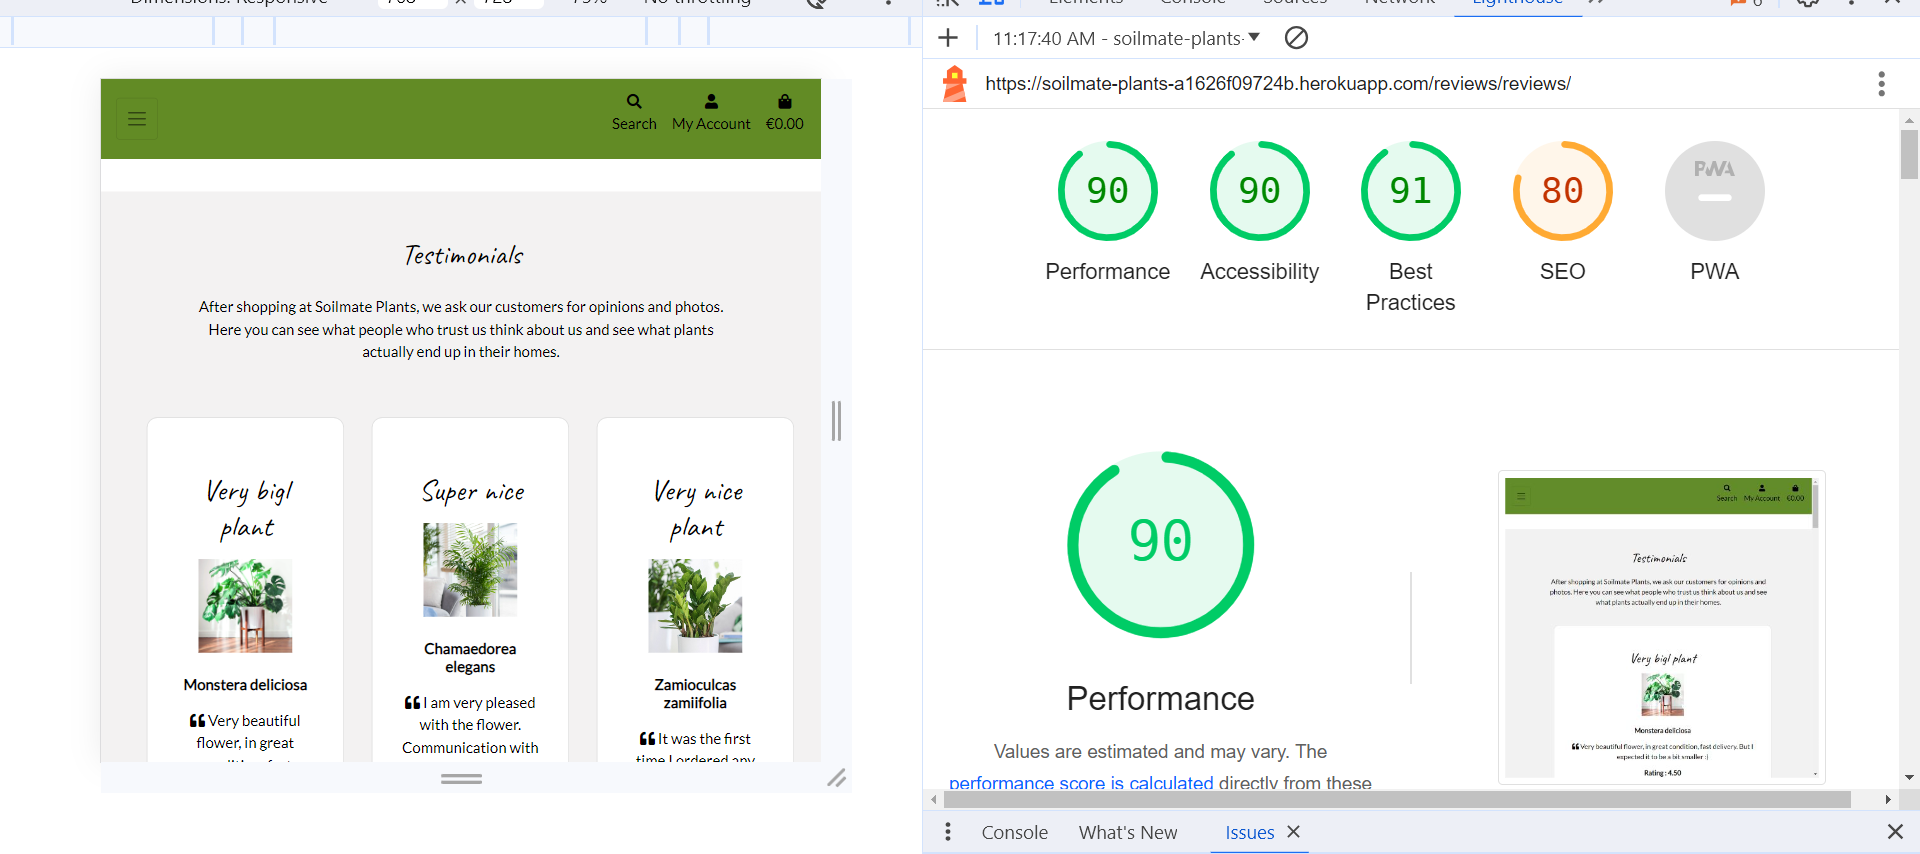 Dimensions: Responsive
×
No throttling
Elements Console Sources Network Lighthouse
6
11:17:40 AM - soilmate-plants-
https://soilmate-plants-a1626f09724b.herokuapp.com/reviews/reviews/
Search My Account €0.00
Testimonials
After shopping at Soilmate Plants, we ask our customers for opinions and photos.
Here you can see what people who trust us think about us and see what plants
actually end up in their homes.
Very bigl
plant
Monstera deliciosa
Very beautiful
flower, in great
Super nice
Chamaedorea
elegans
I am very pleased
with the flower.
Communication with
Very nice
plant
Zamioculcas
zamiifolia
It was the first
time I ordered any
90
Performance
90
Accessibility
91
Best
Practices
80
SEO
PWA
PWA
90
Performance
Values are estimated and may vary. The
performance score is calculated directly from these
Search My Account €0.00
Testimonials
After shopping at Soilmate Plants, we ask our customers for opinions and
photos. Here you can see what people who trust us think about us and see
what plants actually end up in their homes.
Very bigl plant
Monstera deliciosa
Very beautiful flower, in great condition, fast delivery. But I
expected it to be a bit smaller :)
Rating : 4.50
Console What's New Issues